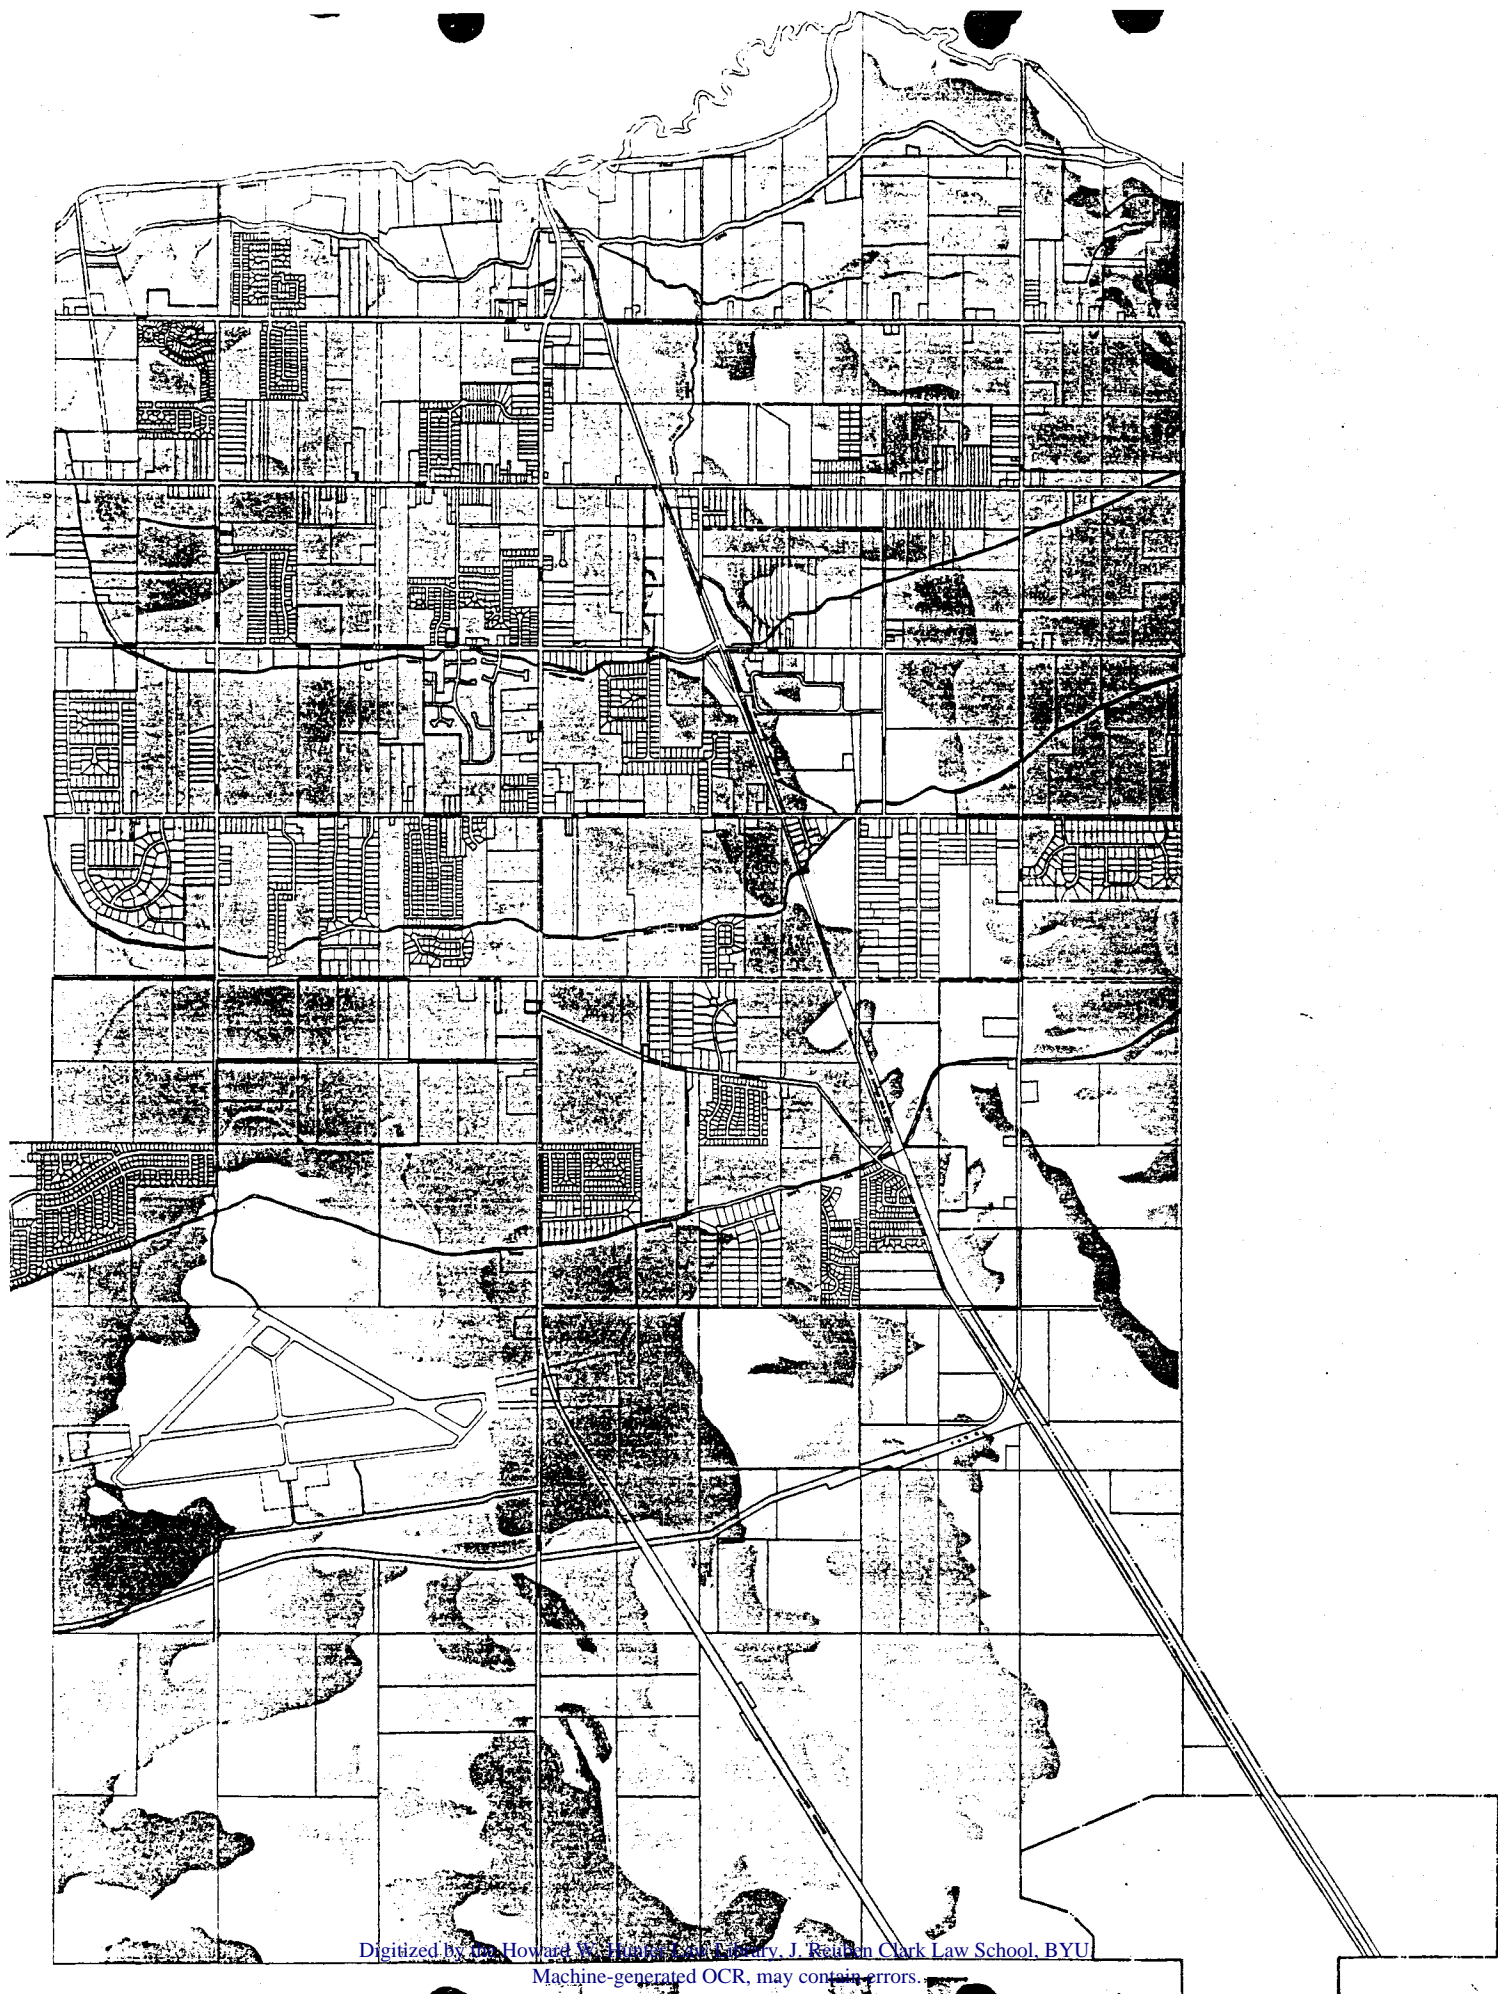 Digitized by the Howard W. Hunter Law Library, J. Reuben Clark Law School, BYU.
Machine-generated OCR, may contain errors.